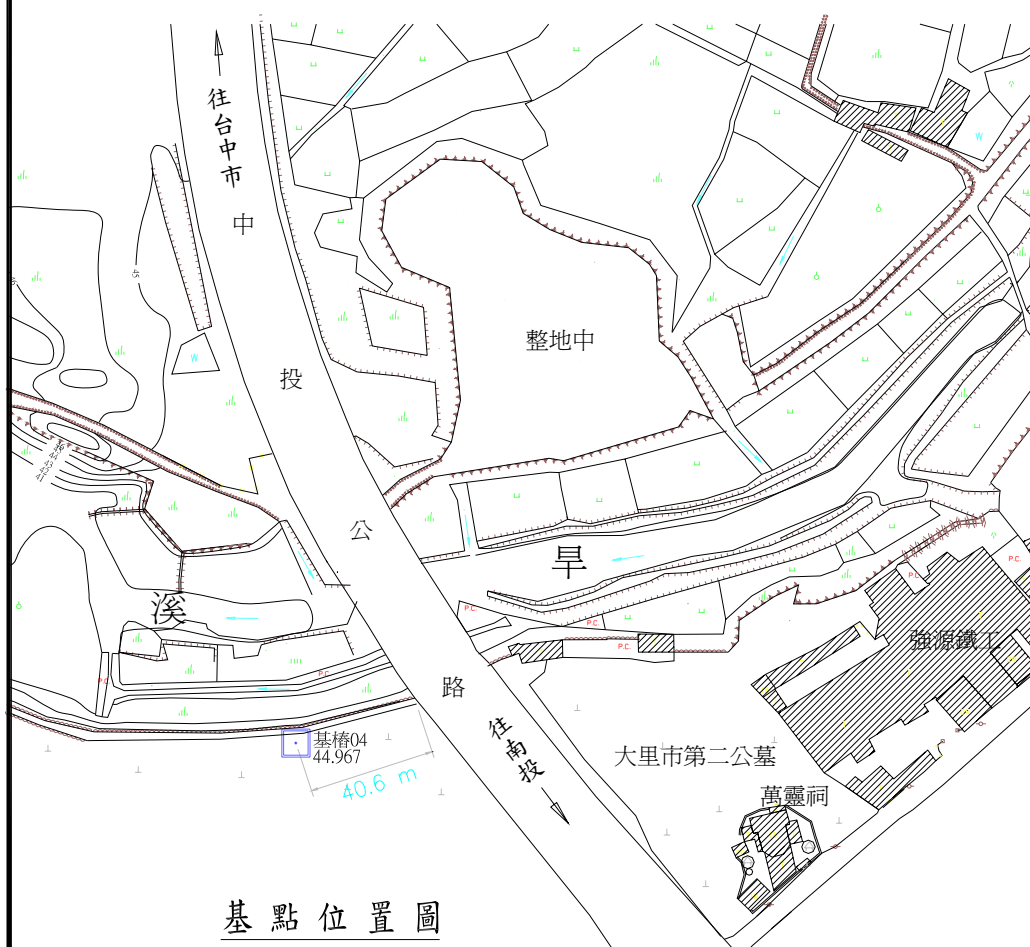 往台中市
中投公路
W
W
45
整地中
旱
溪
P.C.
P.C.
P.C.
P.C.
P.C.
P.C.
P.C.
強源鐵工
往南投
基樁04
44.967
40.6 m
大里市第二公墓
萬靈祠
基點位置圖